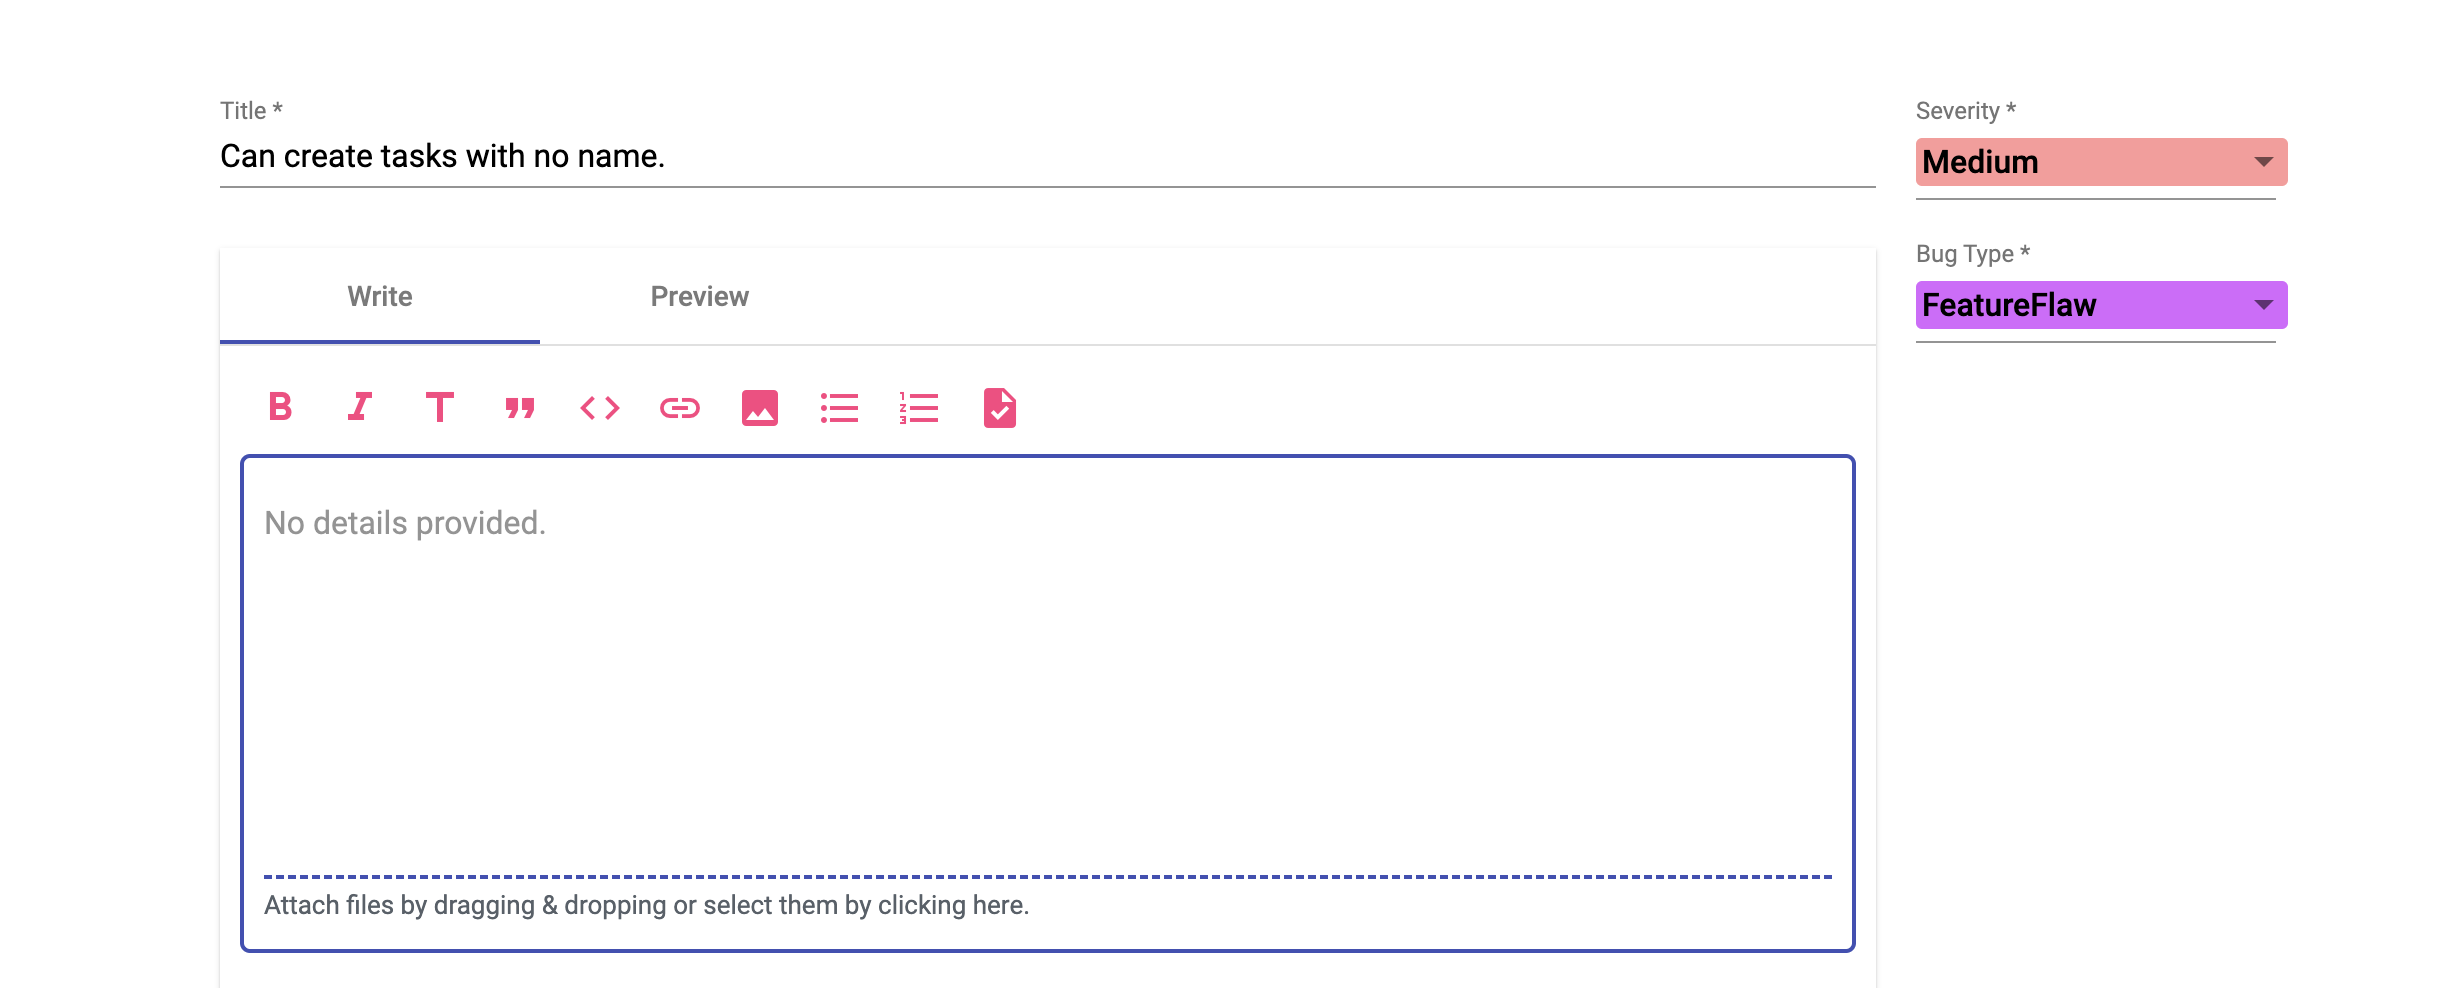 Title *
Can create tasks with no name.
Severity *
Medium
Bug Type *
FeatureFlaw
Write
Preview
No details provided.
Attach files by dragging & dropping or select them by clicking here.